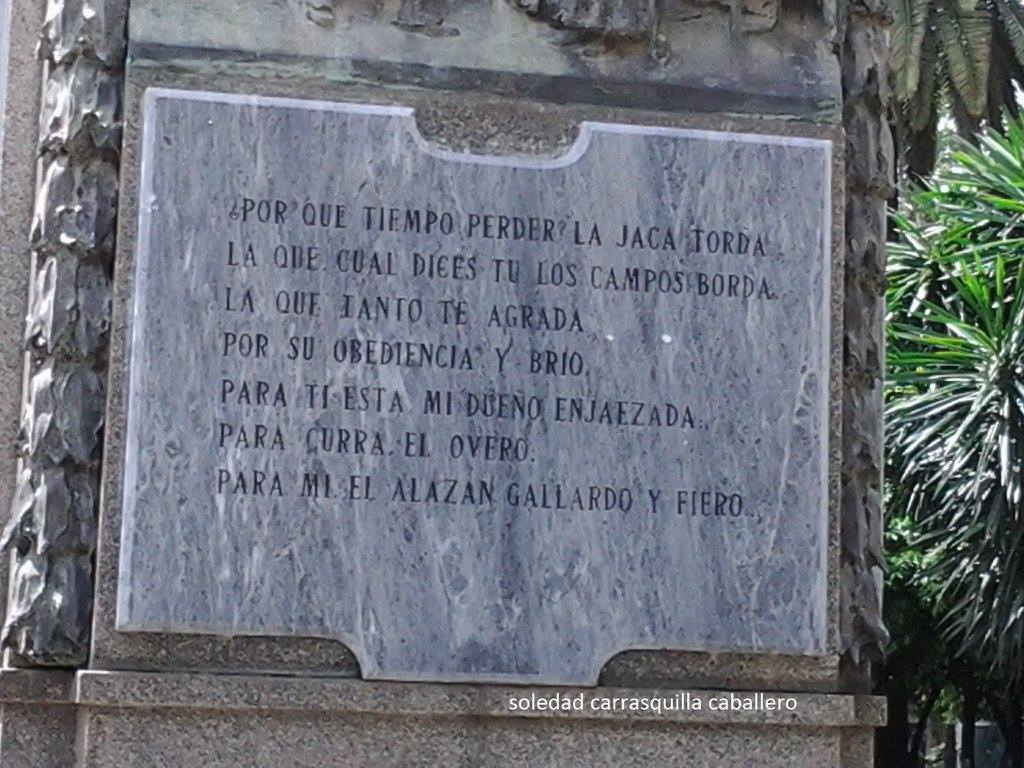 ¿POR QUE TIEMPO PERDER? LA JACA TORDA
LA QUE, CUAL DICES TU LOS CAMPOS BORDA
LA QUE TANTO TE AGRADA
POR SU OBEDIENCIA Y BRIO,
PARA TI ESTA MI DUEÑO ENJAEZADA.
PARA CURRA EL OVERO,
PARA MI EL ALAZAN GALLARDO Y FIERO...
soledad carrasquilla caballero